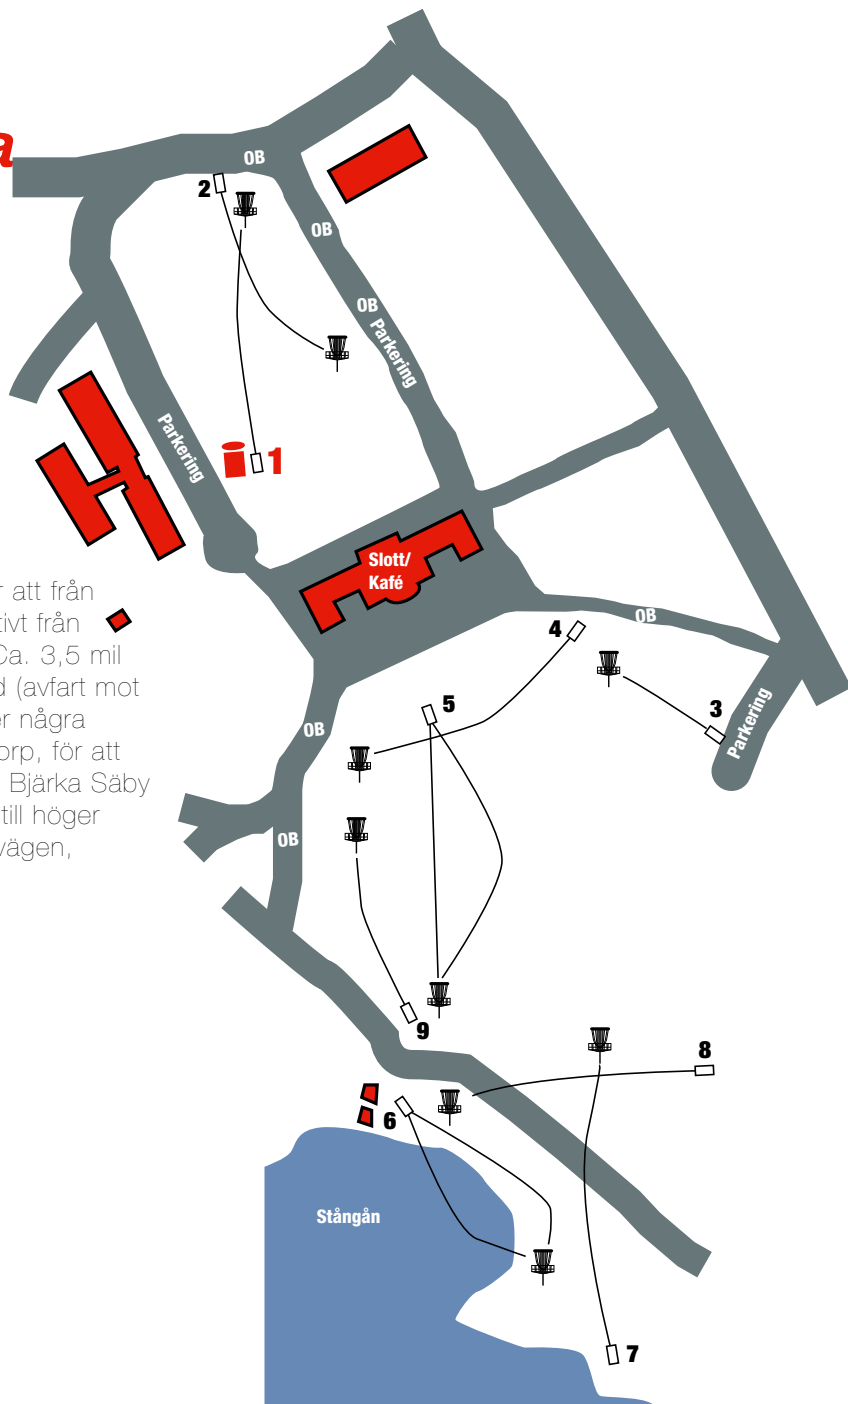 a
OB
2
OB
OB
Parkering
Parkering
1
Slott/
Kafé
r att från
tivt från
Ca. 3,5 mil
d (avfart mot
er några
orp, för att
Bjärka Säby
till höger
vägen,
4
OB
3
Parkering
5
OB
OB
9
8
6
Stångån
7